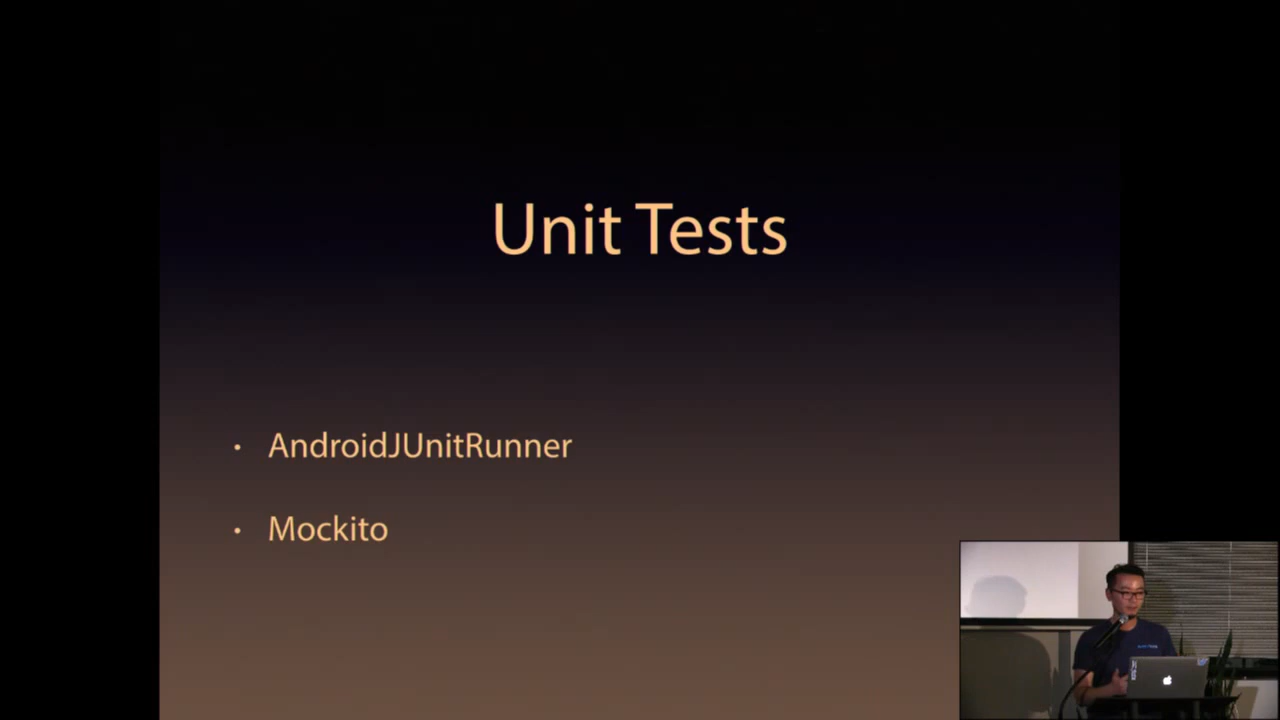 Unit Tests
• AndroidJUnitRunner
• Mockito